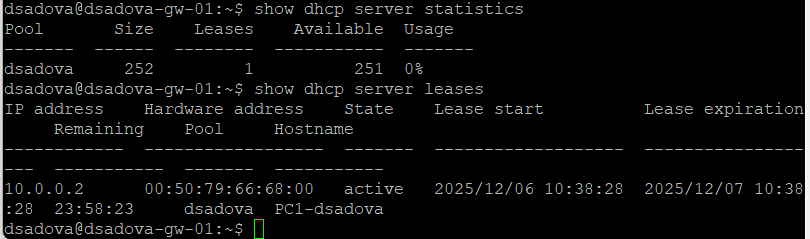 dsadova@dsadova-gw-01:~$ show dhcp server statistics
Pool       Size    Leases    Available  Usage
-------  ------  --------  -----------  -------
dsadova     252         1          251  0%
dsadova@dsadova-gw-01:~$ show dhcp server leases
IP address    Hardware address    State    Lease start          Lease expiration
     Remaining    Pool     Hostname
------------  ------------------  -------  -------------------  ----------------
---  -----------  -------  -----------
10.0.0.2      00:50:79:66:68:00   active   2025/12/06 10:38:28  2025/12/07 10:38
:28  23:58:23     dsadova  PC1-dsadova
dsadova@dsadova-gw-01:~$